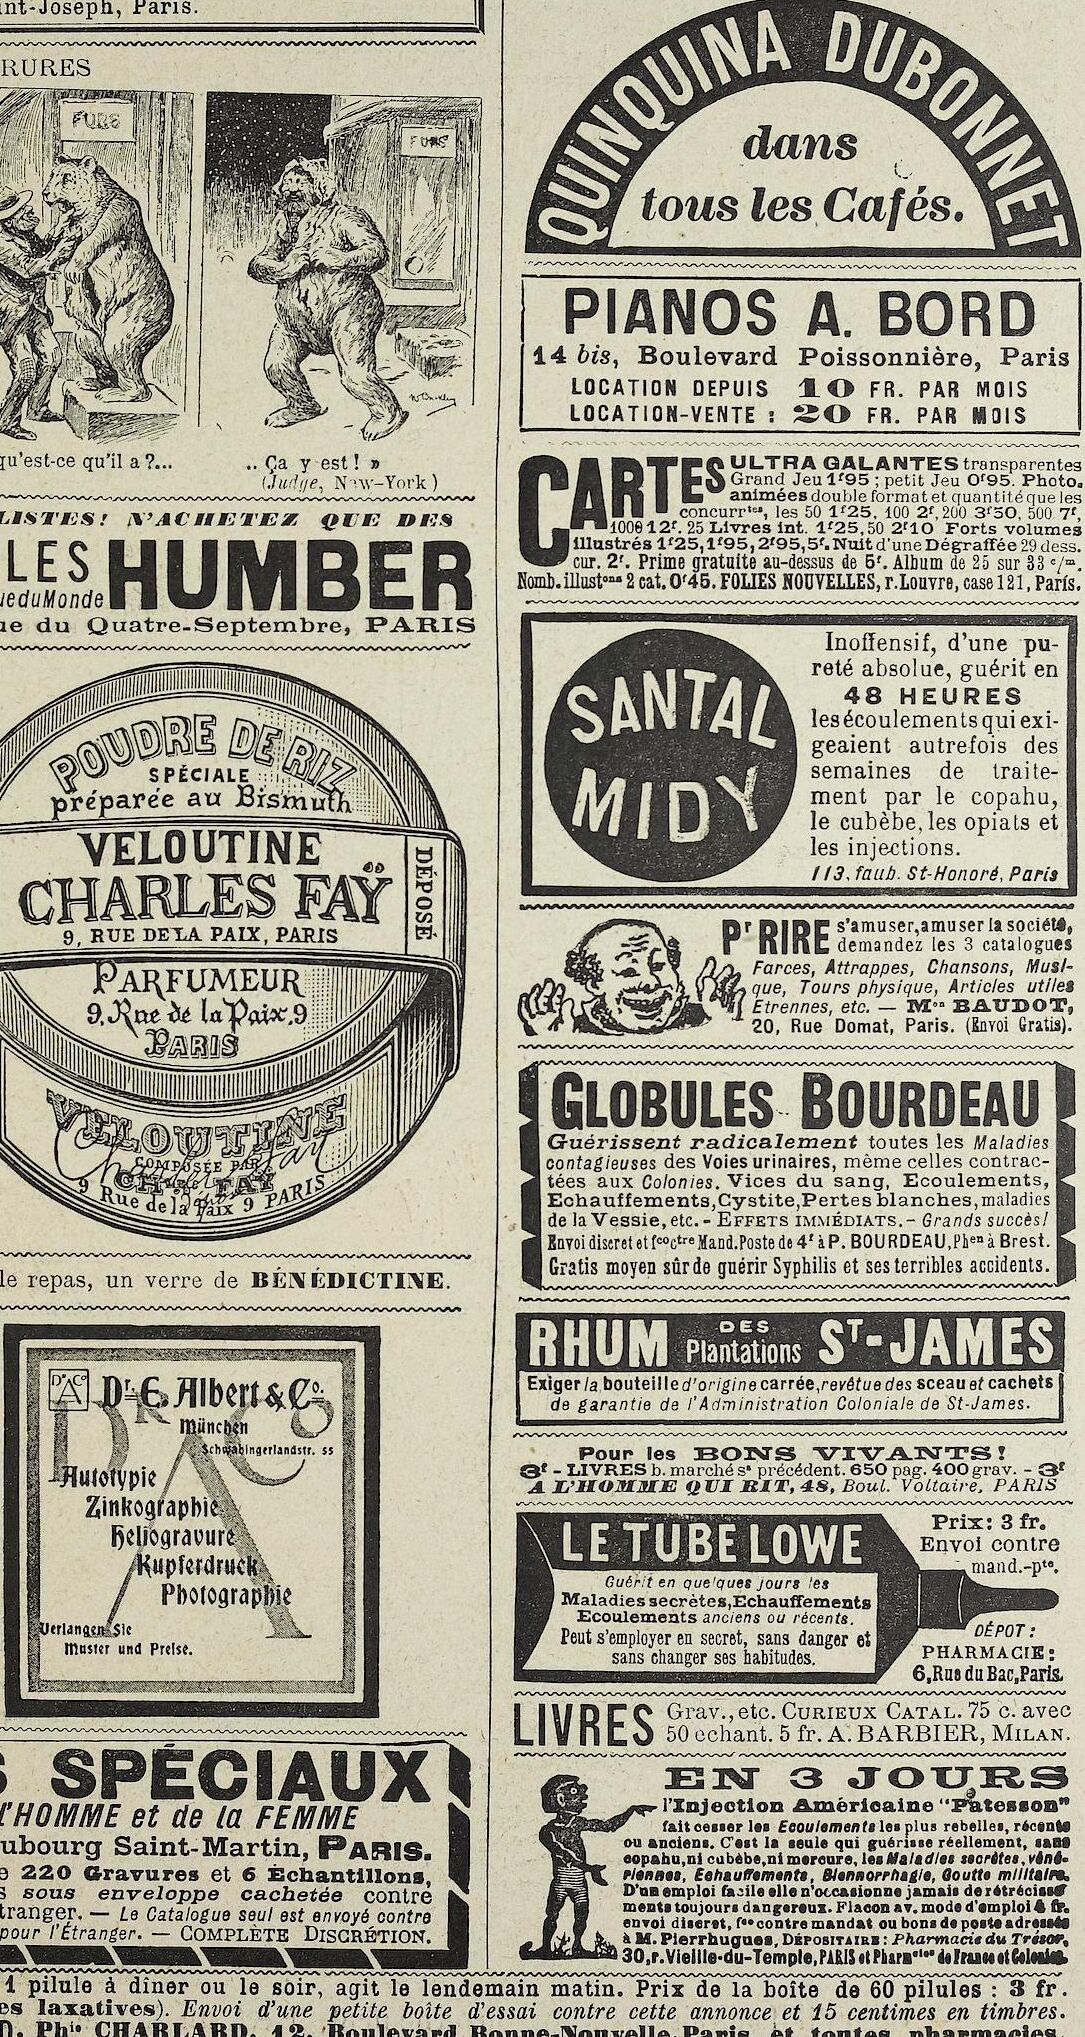 nt-Joseph, Paris.
RURES
FURS
FURS
qu'est-ce qu'il a ?...
.. Ça y est ! »
(Judge, New-York)
LISTES! N'ACHETEZ QUE DES
LES HUMBER
ue du Monde
ue du Quatre-Septembre, PARIS
POUDRE DE RIZ
SPÉCIALE
préparée au Bismuth
VELOUTINE
CHARLES FAŸ
9, RUE DE LA PAIX, PARIS
DÉPOSÉ
PARFUMEUR
9, Rue de la Paix, 9
PARIS
VELOUTINE
COMPOSÉE PAR
CH. FAY
9 Rue de la Paix 9 PARIS
le repas, un verre de BÉNÉDICTINE.
Dr. E. Albert & Co.
München
Schwabingerlandstr. 55
Autotypie
Zinkographie
Heliogravure
Kupferdruck
Photographie
Verlangen Sie
Muster und Preise.
S SPÉCIAUX
l'HOMME et de la FEMME
ubourg Saint-Martin, PARIS.
e 220 Gravures et 6 Échantillons,
s sous enveloppe cachetée contre
tranger. — Le Catalogue seul est envoyé contre
pour l'Étranger. — COMPLÈTE DISCRÉTION.
QUINQUINA DUBONNET
dans
tous les Cafés.
PIANOS A. BORD
14 bis, Boulevard Poissonnière, Paris
LOCATION DEPUIS 10 FR. PAR MOIS
LOCATION-VENTE : 20 FR. PAR MOIS
CARTES ULTRA GALANTES transparentes
Grand Jeu 1f95 ; petit Jeu 0f95. Photo.
animées double format et quantité que les
concurrtes, les 50 1f25, 100 2f, 200 3f50, 500 7f,
1000 12f, 25 Livres int. 1f25, 50 2f10 Forts volumes
illustrés 1f25, 1f95, 2f95, 5f. Nuit d'une Dégraffée 29 dess.
cur. 2f. Prime gratuite au-dessus de 5f. Album de 25 sur 33 c/m.
Nomb. illustons 2 cat. 0f45. FOLIES NOUVELLES, r. Louvre, case 121, Paris.
SANTAL
MIDY
Inoffensif, d'une pu-
reté absolue, guérit en
48 HEURES
les écoulements qui exi-
geaient autrefois des
semaines de traite-
ment par le copahu,
le cubèbe, les opiats et
les injections.
113, faub. St-Honoré, Paris
Pr RIRE s'amuser, amuser la société,
demandez les 3 catalogues
Farces, Attrappes, Chansons, Musi-
que, Tours physique, Articles utiles
Etrennes, etc. — Mon BAUDOT,
20, Rue Domat, Paris. (Envoi Gratis).
GLOBULES BOURDEAU
Guérissent radicalement toutes les Maladies
contagieuses des Voies urinaires, même celles contrac-
tées aux Colonies. Vices du sang, Ecoulements,
Echauffements, Cystite, Pertes blanches, maladies
de la Vessie, etc. - EFFETS IMMÉDIATS. - Grands succès!
Envoi discret et fco ctre Mand. Poste de 4f à P. BOURDEAU, Phen à Brest.
Gratis moyen sûr de guérir Syphilis et ses terribles accidents.
RHUM DES Plantations ST-JAMES
Exiger la bouteille d'origine carrée, revêtue des sceau et cachets
de garantie de l'Administration Coloniale de St-James.
Pour les BONS VIVANTS!
3f - LIVRES b. marché st précédent. 650 pag. 400 grav. - 3f
A L'HOMME QUI RIT, 48, Boul. Voltaire, PARIS
LE TUBE LOWE
Guérit en quelques jours les
Maladies secrètes, Echauffements
Ecoulements anciens ou récents.
Peut s'employer en secret, sans danger et
sans changer ses habitudes.
Prix: 3 fr.
Envoi contre
mand.-pte.
DÉPOT :
PHARMACIE:
6, Rue du Bac, Paris.
LIVRES Grav., etc. CURIEUX CATAL. 75 c. avec
50 echant. 5 fr. A. BARBIER, MILAN.
EN 3 JOURS
l'Injection Américaine "Patesson"
fait cesser les Ecoulements les plus rebelles, récents
ou anciens. C'est la seule qui guérisse réellement, sans
copahu, ni cubèbe, ni mercure, les Maladies secrètes, véné-
riennes, Echauffements, Blennorrhagie, Goutte militaire.
D'un emploi facile elle n'occasionne jamais de rétrécisse-
ments toujours dangereux. Flacon av. mode d'emploi 4 fr.
envoi discret, fco contre mandat ou bons de poste adressés
à M. Pierrhugues, DÉPOSITAIRE : Pharmacie du Trésor,
30, r. Vieille-du-Temple, PARIS et Pharmcies de France et Colonies.
1 pilule à dîner ou le soir, agit le lendemain matin. Prix de la boîte de 60 pilules : 3 fr.
es laxatives). Envoi d'une petite boîte d'essai contre cette annonce et 15 centimes en timbres.
D. Phie CHARLARD, 12, Boulevard Bonne-Nouvelle, Paris, et toutes pharmacies.